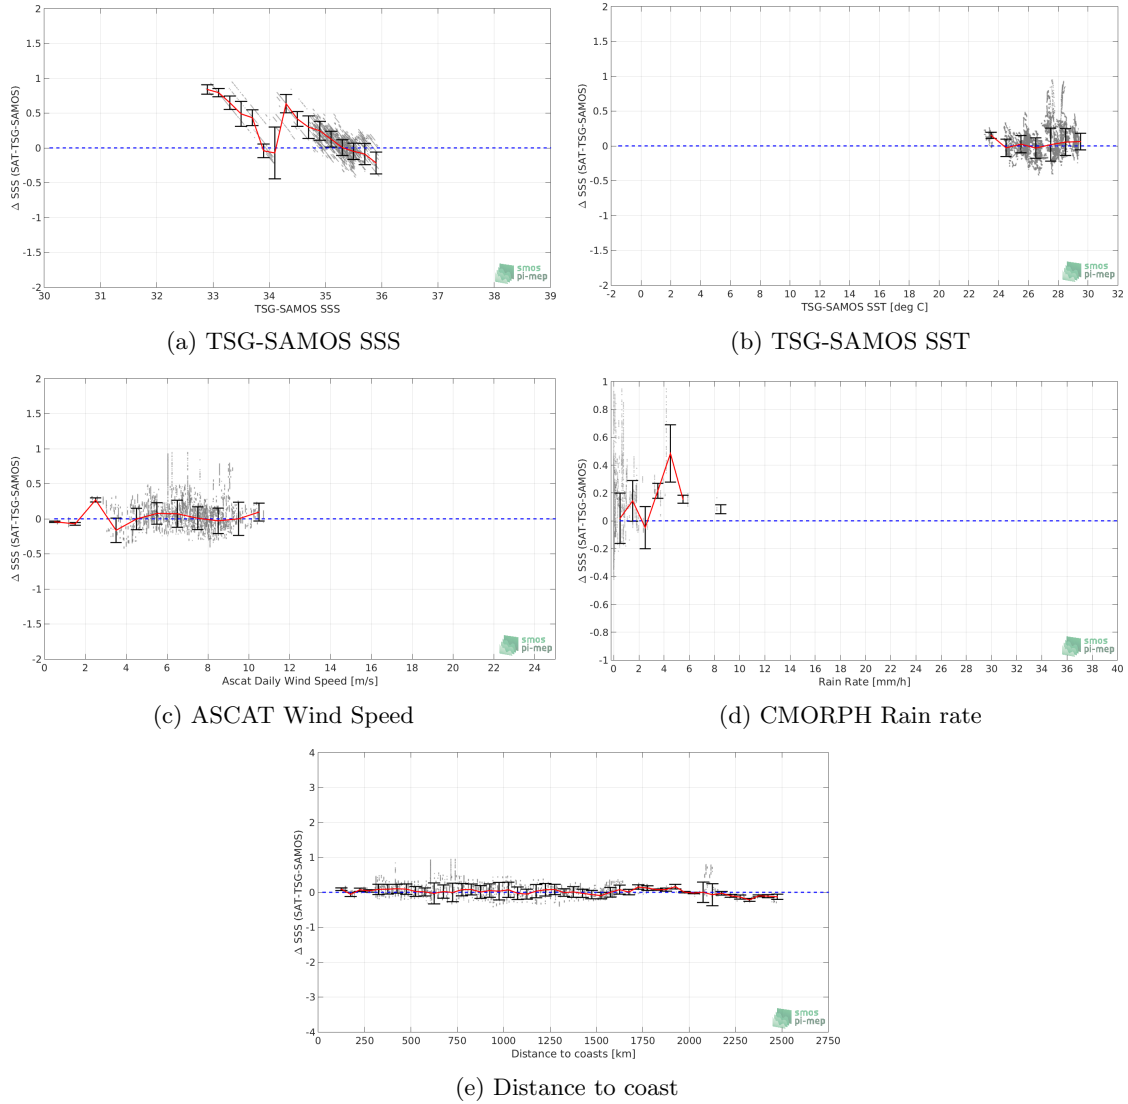 2
1.5
1
0.5
0
-0.5
-1
-1.5
-2
Δ SSS (SAT-TSG-SAMOS)
30 31 32 33 34 35 36 37 38 39
TSG-SAMOS SSS
smos
pi-mep
(a) TSG-SAMOS SSS
2
1.5
1
0.5
0
-0.5
-1
-1.5
-2
Δ SSS (SAT-TSG-SAMOS)
-2 0 2 4 6 8 10 12 14 16 18 20 22 24 26 28 30 32
TSG-SAMOS SST [deg C]
smos
pi-mep
(b) TSG-SAMOS SST
2
1.5
1
0.5
0
-0.5
-1
-1.5
-2
Δ SSS (SAT-TSG-SAMOS)
0 2 4 6 8 10 12 14 16 18 20 22 24
Ascat Daily Wind Speed [m/s]
smos
pi-mep
(c) ASCAT Wind Speed
1
0.8
0.6
0.4
0.2
0
-0.2
-0.4
-0.6
-0.8
-1
Δ SSS (SAT-TSG-SAMOS)
0 2 4 6 8 10 12 14 16 18 20 22 24 26 28 30 32 34 36 38 40
Rain Rate [mm/h]
smos
pi-mep
(d) CMORPH Rain rate
4
3
2
1
0
-1
-2
-3
-4
Δ SSS (SAT-TSG-SAMOS)
0 250 500 750 1000 1250 1500 1750 2000 2250 2500 2750
Distance to coasts [km]
smos
pi-mep
(e) Distance to coast